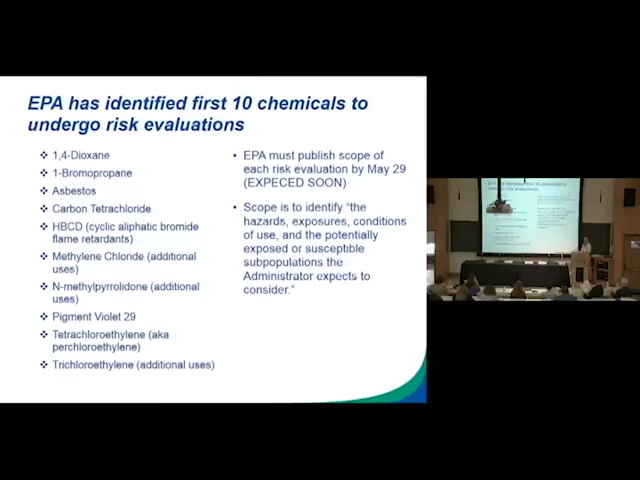 EPA has identified first 10 chemicals to
undergo risk evaluations
❖ 1,4-Dioxane
❖ 1-Bromopropane
❖ Asbestos
❖ Carbon Tetrachloride
❖ HBCD (cyclic aliphatic bromide
flame retardants)
❖ Methylene Chloride (additional
uses)
❖ N-methylpyrrolidone (additional
uses)
❖ Pigment Violet 29
❖ Tetrachloroethylene (aka
perchloroethylene)
❖ Trichloroethylene (additional uses)
• EPA must publish scope of
each risk evaluation by May 29
(EXPECED SOON)
• Scope is to identify “the
hazards, exposures, conditions
of use, and the potentially
exposed or susceptible
subpopulations the
Administrator expects to
consider.”